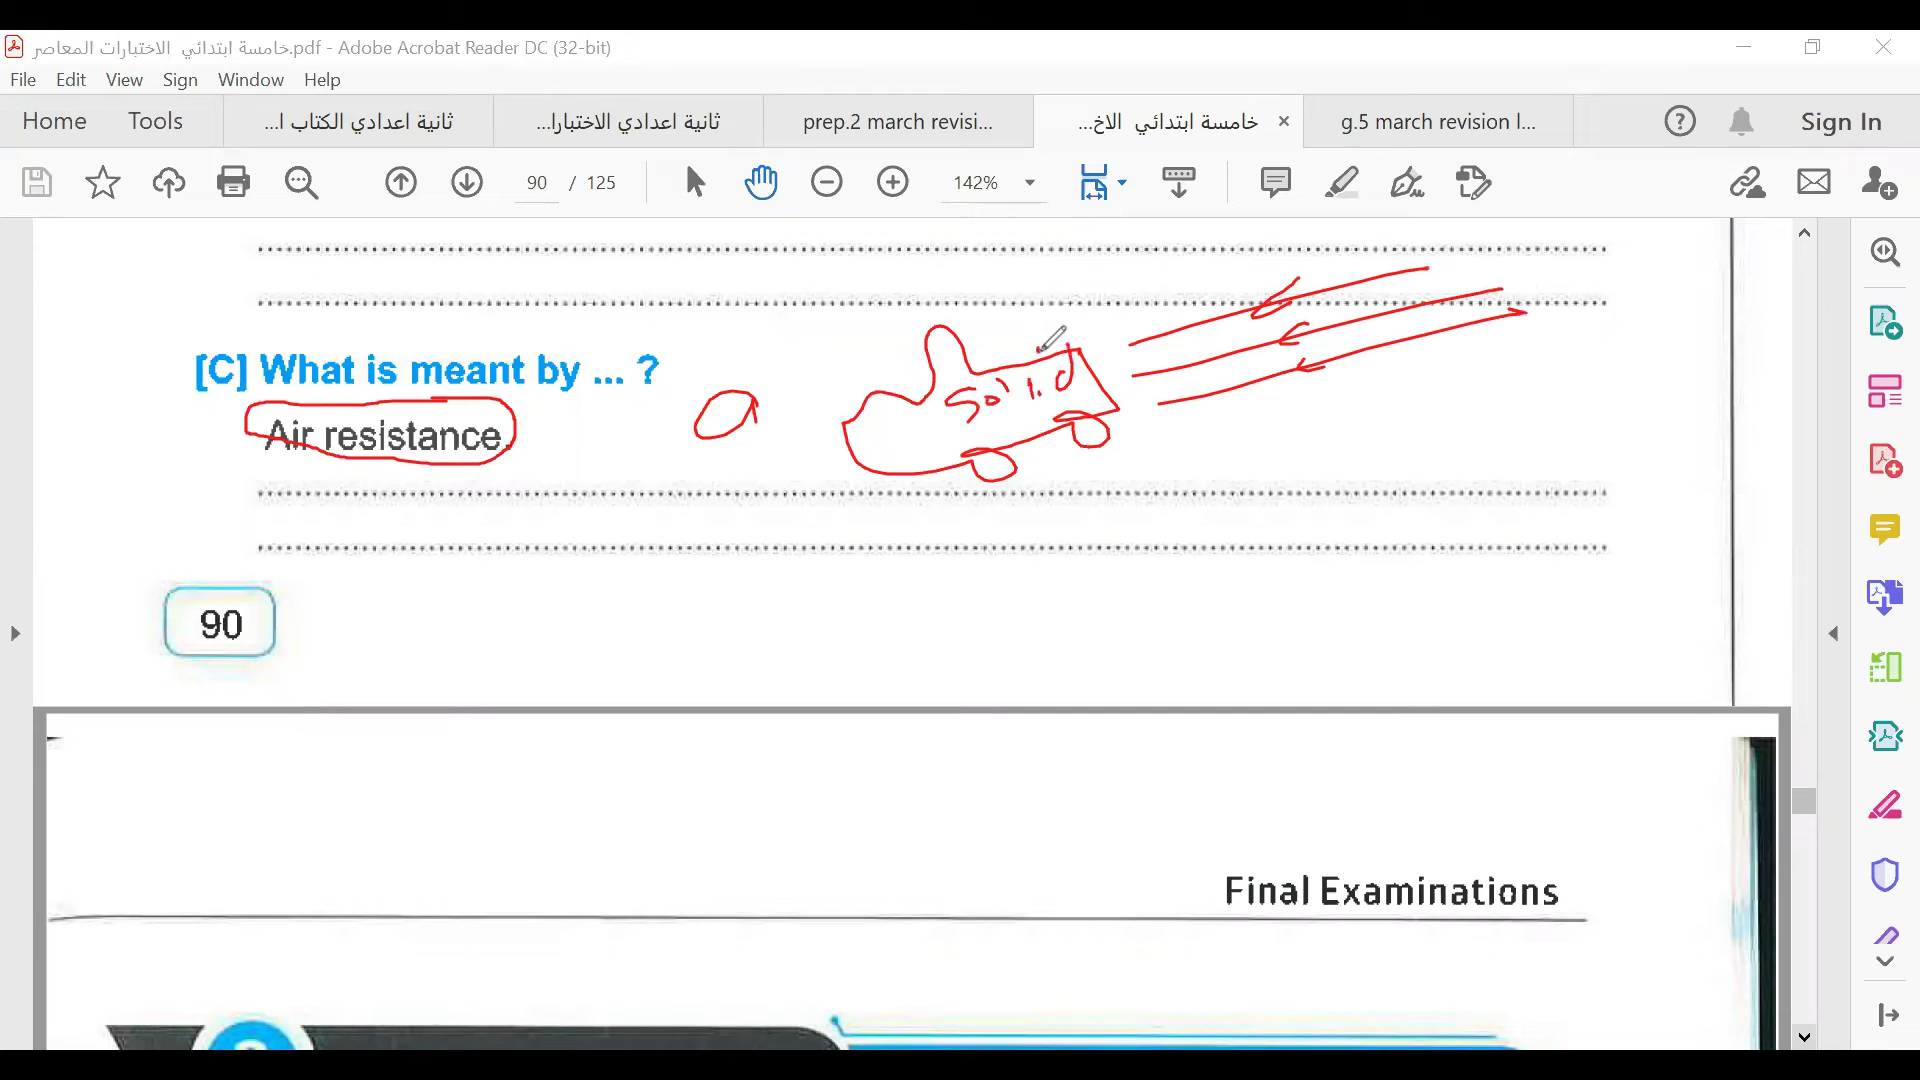 خامسة ابتدائي الاختبارات المعاصر.pdf - Adobe Acrobat Reader DC (32-bit)
File Edit View Sign Window Help
Home Tools ثانية اعدادي الكتاب ا... ثانية اعدادي الاختبارا... prep.2 march revisi... خامسة ابتدائي الاخ... g.5 march revision l... Sign In
90 / 125 142%
[C] What is meant by ... ?
Air resistance.
a
Solid
90
Final Examinations